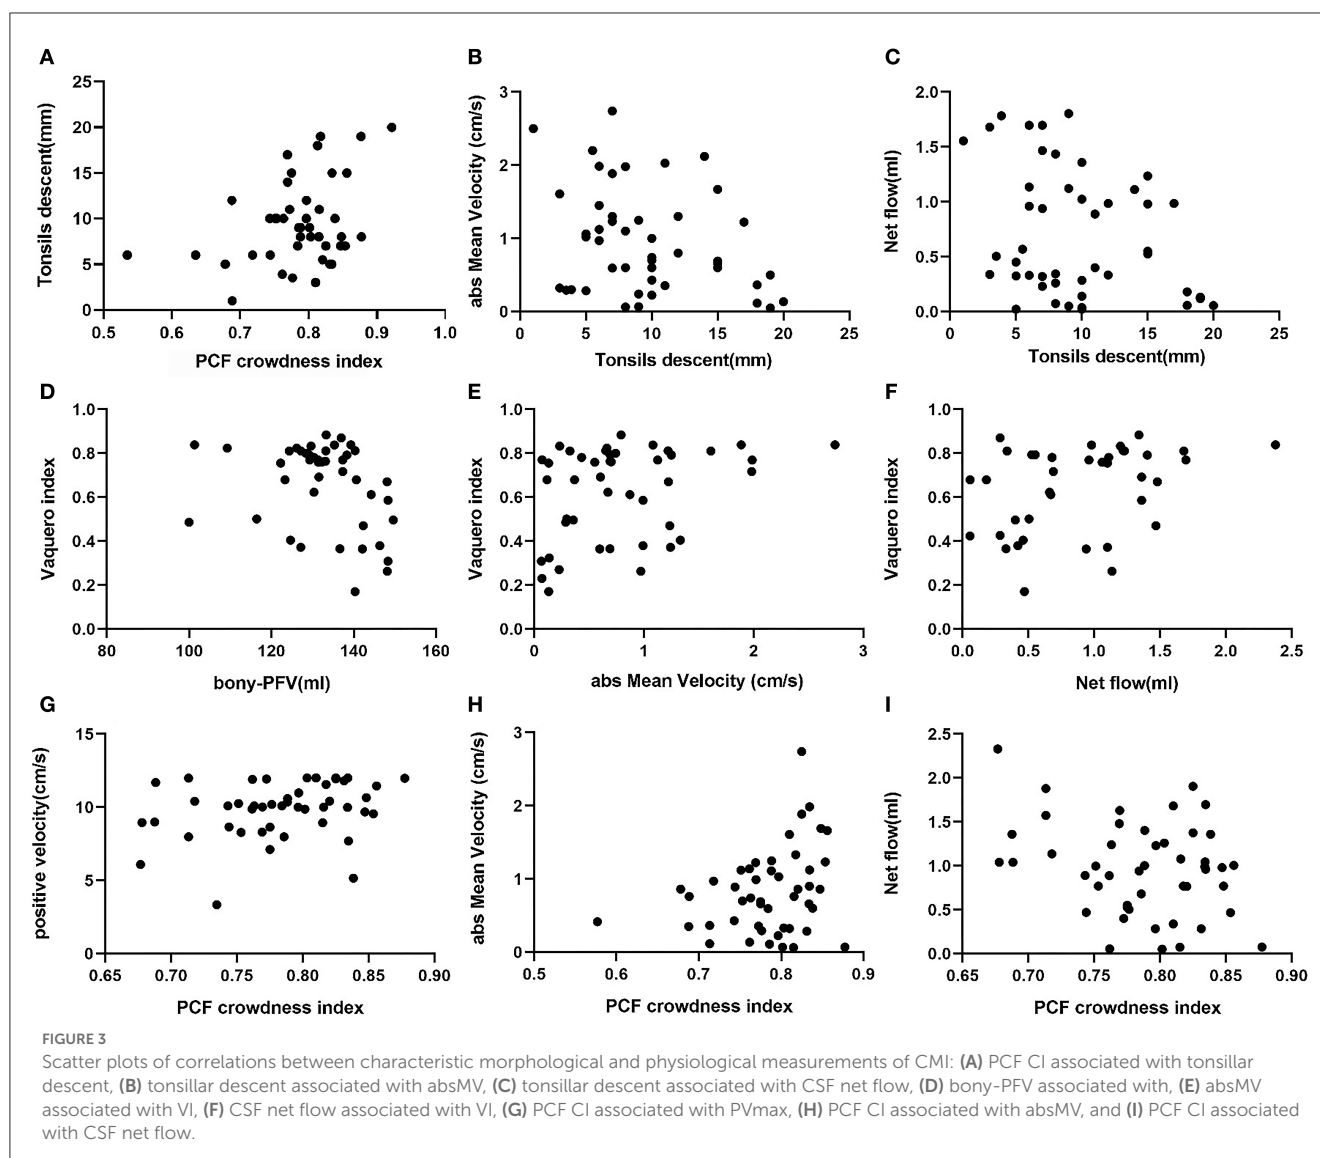 A
B
C
25
20
15
10
5
0
Tonsils descent(mm)
0.5 0.6 0.7 0.8 0.9 1.0
PCF crowdness index
3
2
1
0
abs Mean Velocity (cm/s)
0 5 10 15 20 25
Tonsils descent(mm)
2.0
1.5
1.0
0.5
0.0
Net flow(ml)
0 5 10 15 20 25
Tonsils descent(mm)
D
E
F
1.0
0.8
0.6
0.4
0.2
0.0
Vaquero index
80 100 120 140 160
bony-PFV(ml)
1.0
0.8
0.6
0.4
0.2
0.0
Vaquero index
0 1 2 3
abs Mean Velocity (cm/s)
1.0
0.8
0.6
0.4
0.2
0.0
Vaquero index
0.0 0.5 1.0 1.5 2.0 2.5
Net flow(ml)
G
H
I
15
10
5
0
positive velocity(cm/s)
0.65 0.70 0.75 0.80 0.85 0.90
PCF crowdness index
3
2
1
0
abs Mean Velocity (cm/s)
0.5 0.6 0.7 0.8 0.9
PCF crowdness index
2.5
2.0
1.5
1.0
0.5
0.0
Net flow(ml)
0.65 0.70 0.75 0.80 0.85 0.90
PCF crowdness index
FIGURE 3
Scatter plots of correlations between characteristic morphological and physiological measurements of CMI: (A) PCF CI associated with tonsillar
descent, (B) tonsillar descent associated with absMV, (C) tonsillar descent associated with CSF net flow, (D) bony-PFV associated with, (E) absMV
associated with VI, (F) CSF net flow associated with VI, (G) PCF CI associated with PVmax, (H) PCF CI associated with absMV, and (I) PCF CI associated
with CSF net flow.